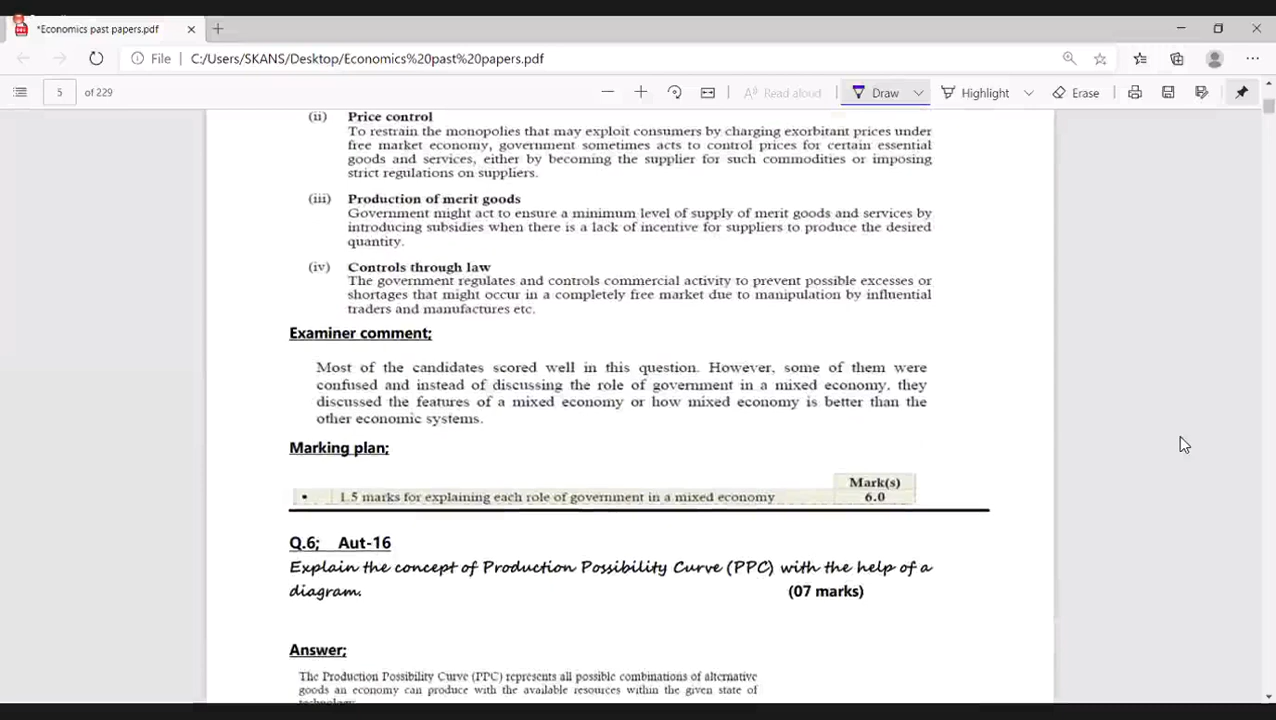 *Economics past papers.pdf
File
C:/Users/SKANS/Desktop/Economics%20past%20papers.pdf
5 of 229
Read aloud
Draw
Highlight
Erase
(ii) Price control
To restrain the monopolies that may exploit consumers by charging exorbitant prices under
free market economy, government sometimes acts to control prices for certain essential
goods and services, either by becoming the supplier for such commodities or imposing
strict regulations on suppliers.
(iii) Production of merit goods
Government might act to ensure a minimum level of supply of merit goods and services by
introducing subsidies when there is a lack of incentive for suppliers to produce the desired
quantity.
(iv) Controls through law
The government regulates and controls commercial activity to prevent possible excesses or
shortages that might occur in a completely free market due to manipulation by influential
traders and manufactures etc.
Examiner comment;
Most of the candidates scored well in this question. However, some of them were
confused and instead of discussing the role of government in a mixed economy, they
discussed the features of a mixed economy or how mixed economy is better than the
other economic systems.
Marking plan;
Mark(s)
• 1.5 marks for explaining each role of government in a mixed economy 6.0
Q.6; Aut-16
Explain the concept of Production Possibility Curve (PPC) with the help of a
diagram. (07 marks)
Answer;
The Production Possibility Curve (PPC) represents all possible combinations of alternative
goods an economy can produce with the available resources within the given state of
technology.